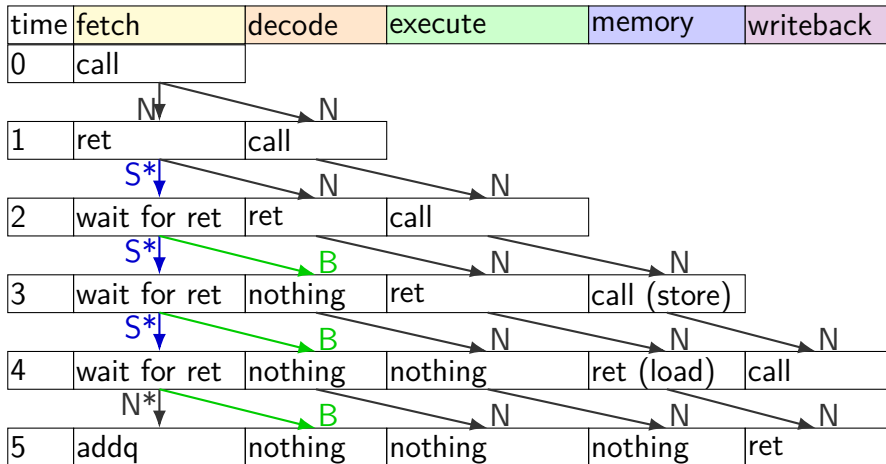 time fetch decode execute memory writeback
0 call
N N
1 ret call
S* N N
2 wait for ret ret call
S* B N N
3 wait for ret nothing ret call (store)
S* B N N N
4 wait for ret nothing nothing ret (load) call
N* B N N N
5 addq nothing nothing nothing ret